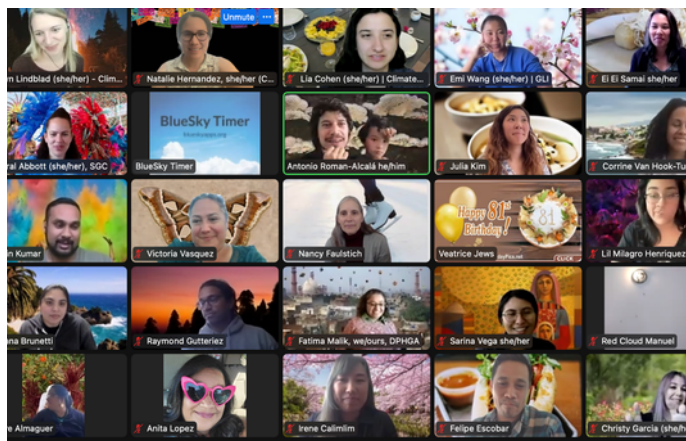 Unmute ...
m Lindblad (she/her) - Clim...
Natalie Hernandez, she/her (C...
Lia Cohen (she/her) | Climate...
Emi Wang (she/her) | GLI
Ei Ei Samai she/her
ral Abbott (she/her), SGC
BlueSky Timer
blueskyapps.org
BlueSky Timer
Antonio Roman-Alcalá he/him
Julia Kim
Corrine Van Hook-Tu
n Kumar
Victoria Vasquez
Nancy Faulstich
Happy 81st
Birthday!
81
Veatrice Jews
CLICK
Lil Milagro Henriquez
ana Brunetti
Raymond Gutteriez
Fatima Malik, we/ours, DPHGA
Sarina Vega she/her
Red Cloud Manuel
e Almaguer
Anita Lopez
Irene Calimlim
Felipe Escobar
Christy Garcia (she/h